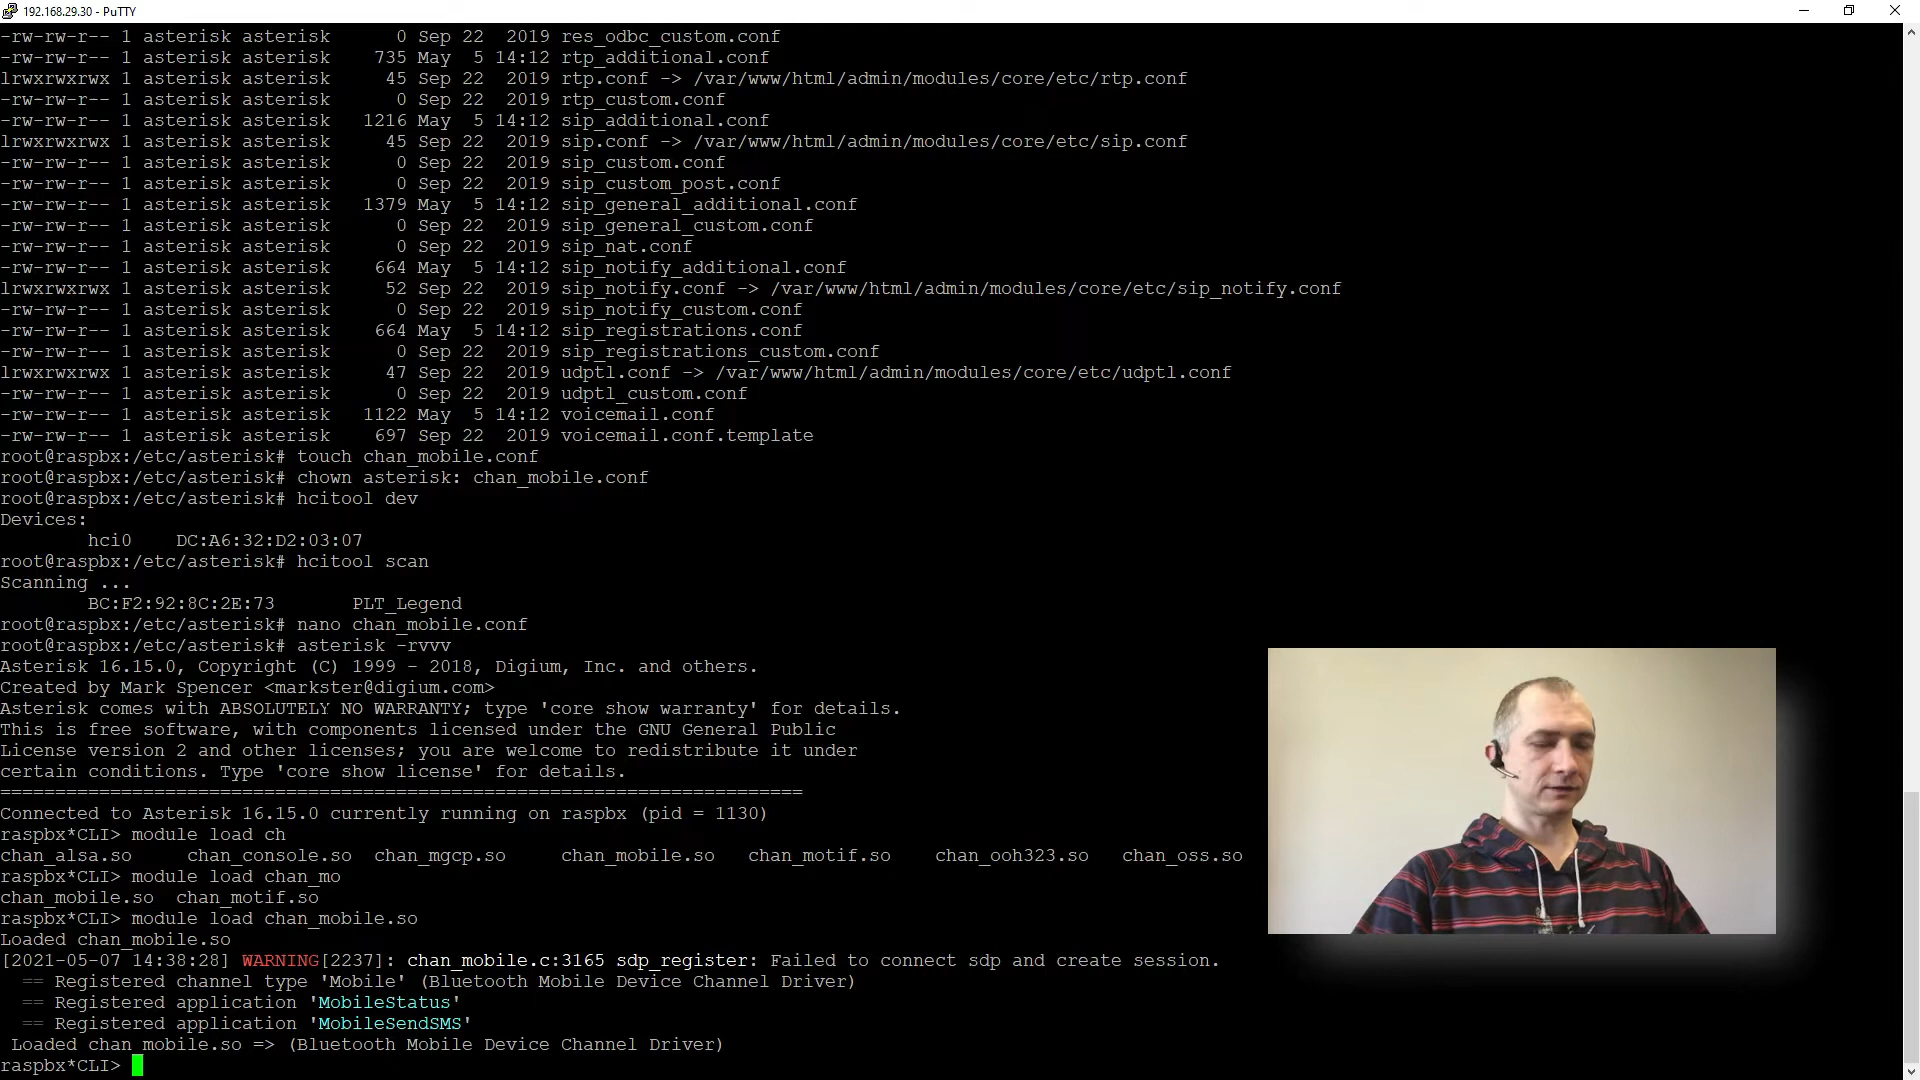 192.168.29.30 - PuTTY
-rw-rw-r-- 1 asterisk asterisk      0 Sep 22  2019 res_odbc_custom.conf
-rw-rw-r-- 1 asterisk asterisk    735 May  5 14:12 rtp_additional.conf
lrwxrwxrwx 1 asterisk asterisk     45 Sep 22  2019 rtp.conf -> /var/www/html/admin/modules/core/etc/rtp.conf
-rw-rw-r-- 1 asterisk asterisk      0 Sep 22  2019 rtp_custom.conf
-rw-rw-r-- 1 asterisk asterisk   1216 May  5 14:12 sip_additional.conf
lrwxrwxrwx 1 asterisk asterisk     45 Sep 22  2019 sip.conf -> /var/www/html/admin/modules/core/etc/sip.conf
-rw-rw-r-- 1 asterisk asterisk      0 Sep 22  2019 sip_custom.conf
-rw-rw-r-- 1 asterisk asterisk      0 Sep 22  2019 sip_custom_post.conf
-rw-rw-r-- 1 asterisk asterisk   1379 May  5 14:12 sip_general_additional.conf
-rw-rw-r-- 1 asterisk asterisk      0 Sep 22  2019 sip_general_custom.conf
-rw-rw-r-- 1 asterisk asterisk      0 Sep 22  2019 sip_nat.conf
-rw-rw-r-- 1 asterisk asterisk    664 May  5 14:12 sip_notify_additional.conf
lrwxrwxrwx 1 asterisk asterisk     52 Sep 22  2019 sip_notify.conf -> /var/www/html/admin/modules/core/etc/sip_notify.conf
-rw-rw-r-- 1 asterisk asterisk      0 Sep 22  2019 sip_notify_custom.conf
-rw-rw-r-- 1 asterisk asterisk    664 May  5 14:12 sip_registrations.conf
-rw-rw-r-- 1 asterisk asterisk      0 Sep 22  2019 sip_registrations_custom.conf
lrwxrwxrwx 1 asterisk asterisk     47 Sep 22  2019 udptl.conf -> /var/www/html/admin/modules/core/etc/udptl.conf
-rw-rw-r-- 1 asterisk asterisk      0 Sep 22  2019 udptl_custom.conf
-rw-rw-r-- 1 asterisk asterisk   1122 May  5 14:12 voicemail.conf
-rw-rw-r-- 1 asterisk asterisk    697 Sep 22  2019 voicemail.conf.template
root@raspbx:/etc/asterisk# touch chan_mobile.conf
root@raspbx:/etc/asterisk# chown asterisk: chan_mobile.conf
root@raspbx:/etc/asterisk# hcitool dev
Devices:
        hci0    DC:A6:32:D2:03:07
root@raspbx:/etc/asterisk# hcitool scan
Scanning ...
        BC:F2:92:8C:2E:73       PLT_Legend
root@raspbx:/etc/asterisk# nano chan_mobile.conf
root@raspbx:/etc/asterisk# asterisk -rvvv
Asterisk 16.15.0, Copyright (C) 1999 - 2018, Digium, Inc. and others.
Created by Mark Spencer <markster@digium.com>
Asterisk comes with ABSOLUTELY NO WARRANTY; type 'core show warranty' for details.
This is free software, with components licensed under the GNU General Public
License version 2 and other licenses; you are welcome to redistribute it under
certain conditions. Type 'core show license' for details.
=========================================================================
Connected to Asterisk 16.15.0 currently running on raspbx (pid = 1130)
raspbx*CLI> module load ch
chan_alsa.so     chan_console.so  chan_mgcp.so     chan_mobile.so   chan_motif.so    chan_ooh323.so   chan_oss.so
raspbx*CLI> module load chan_mo
chan_mobile.so  chan_motif.so
raspbx*CLI> module load chan_mobile.so
Loaded chan_mobile.so
[2021-05-07 14:38:28] WARNING[2237]: chan_mobile.c:3165 sdp_register: Failed to connect sdp and create session.
  == Registered channel type 'Mobile' (Bluetooth Mobile Device Channel Driver)
  == Registered application 'MobileStatus'
  == Registered application 'MobileSendSMS'
 Loaded chan_mobile.so => (Bluetooth Mobile Device Channel Driver)
raspbx*CLI>